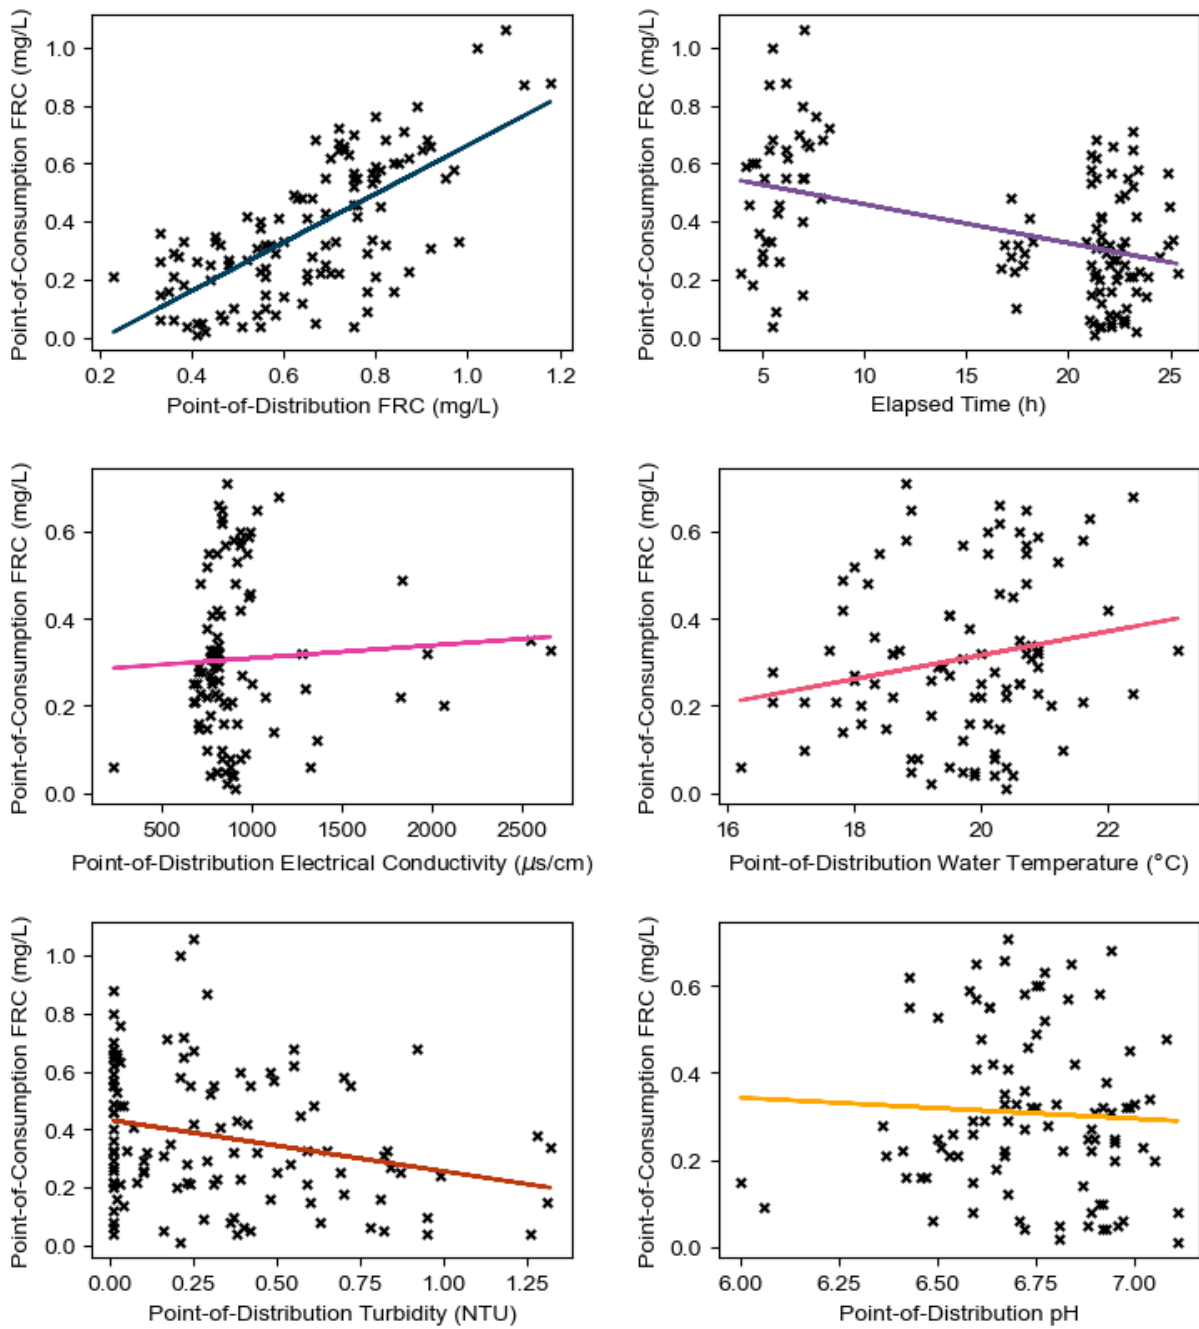 Point-of-Consumption FRC (mg/L)
1.0
0.8
0.6
0.4
0.2
0.0
0.2 0.4 0.6 0.8 1.0 1.2
Point-of-Distribution FRC (mg/L)
Point-of-Consumption FRC (mg/L)
1.0
0.8
0.6
0.4
0.2
0.0
5 10 15 20 25
Elapsed Time (h)
Point-of-Consumption FRC (mg/L)
0.6
0.4
0.2
0.0
500 1000 1500 2000 2500
Point-of-Distribution Electrical Conductivity (μs/cm)
Point-of-Consumption FRC (mg/L)
0.6
0.4
0.2
0.0
16 18 20 22
Point-of-Distribution Water Temperature (°C)
Point-of-Consumption FRC (mg/L)
1.0
0.8
0.6
0.4
0.2
0.0
0.00 0.25 0.50 0.75 1.00 1.25
Point-of-Distribution Turbidity (NTU)
Point-of-Consumption FRC (mg/L)
0.6
0.4
0.2
0.0
6.00 6.25 6.50 6.75 7.00
Point-of-Distribution pH